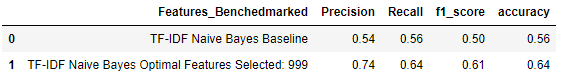 Features_Benchedmarked Precision Recall f1_score accuracy
0 TF-IDF Naive Bayes Baseline 0.54 0.56 0.50 0.56
1 TF-IDF Naive Bayes Optimal Features Selected: 999 0.74 0.64 0.61 0.64